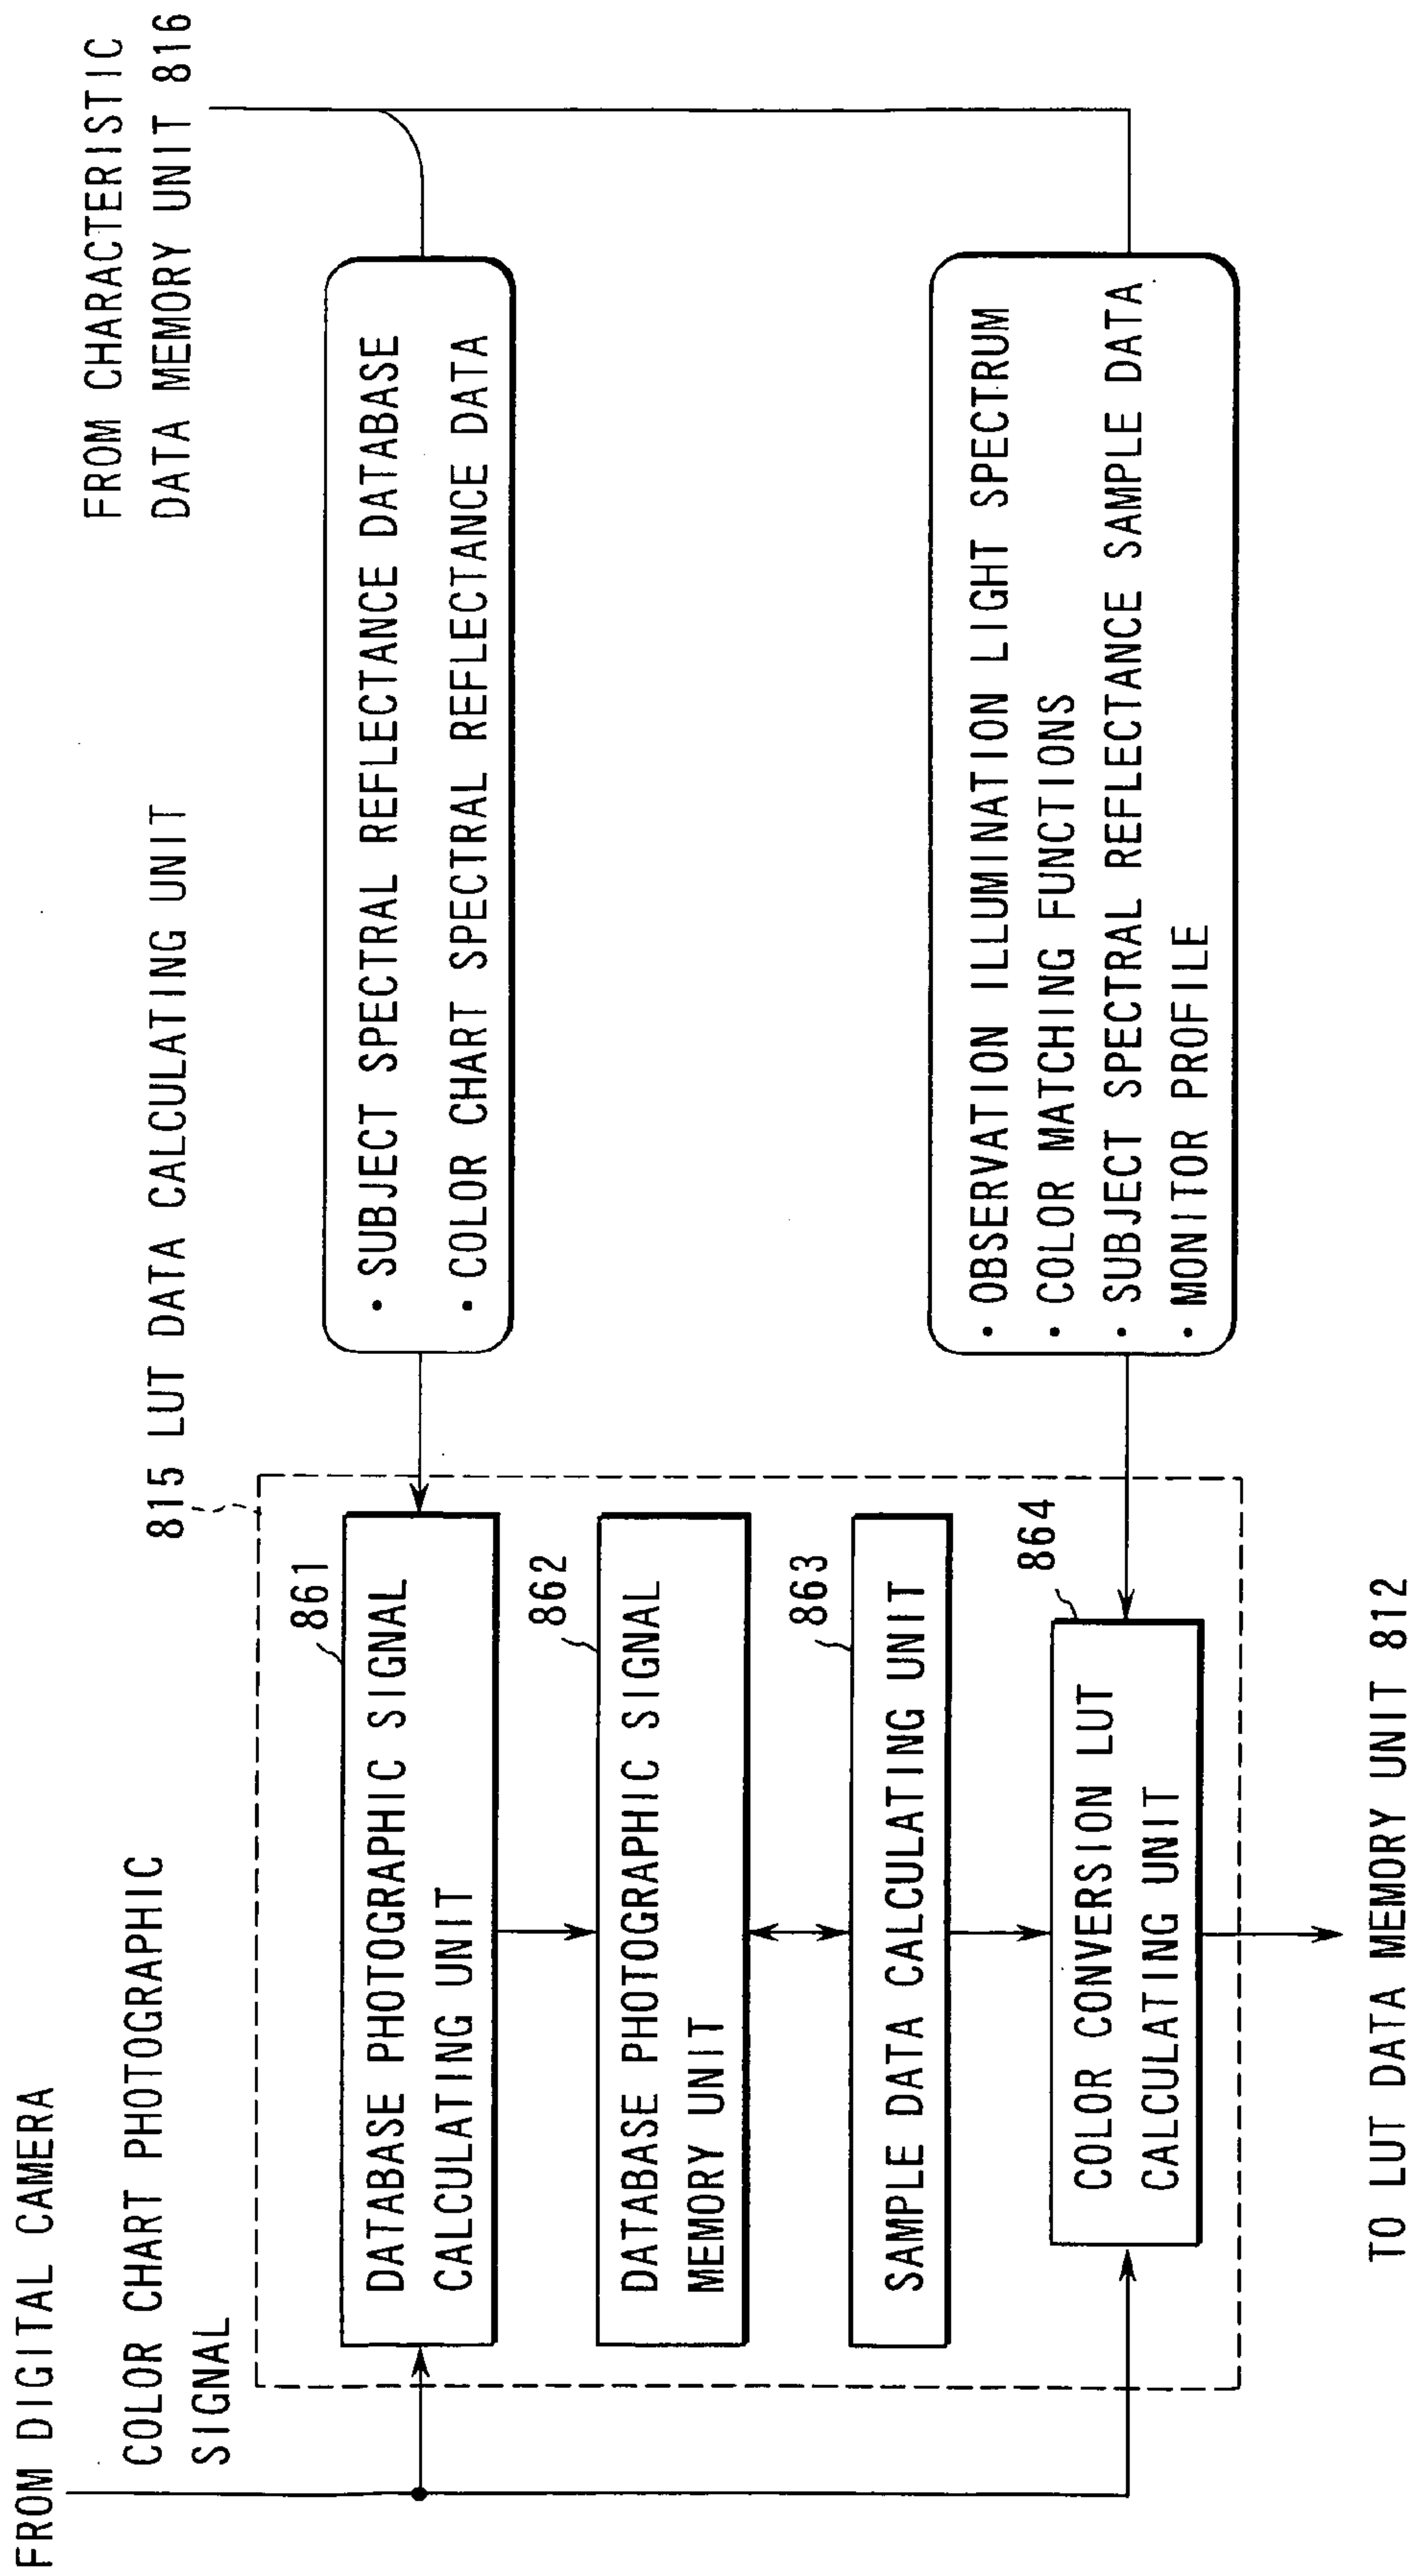 FROM DIGITAL CAMERA
COLOR CHART PHOTOGRAPHIC
SIGNAL
815 LUT DATA CALCULATING UNIT
FROM CHARACTERISTIC
DATA MEMORY UNIT 816
861
DATABASE PHOTOGRAPHIC SIGNAL
CALCULATING UNIT
• SUBJECT SPECTRAL REFLECTANCE DATABASE
• COLOR CHART SPECTRAL REFLECTANCE DATA
862
DATABASE PHOTOGRAPHIC SIGNAL
MEMORY UNIT
863
SAMPLE DATA CALCULATING UNIT
864
COLOR CONVERSION LUT
CALCULATING UNIT
• OBSERVATION ILLUMINATION LIGHT SPECTRUM
• COLOR MATCHING FUNCTIONS
• SUBJECT SPECTRAL REFLECTANCE SAMPLE DATA
• MONITOR PROFILE
TO LUT DATA MEMORY UNIT 812